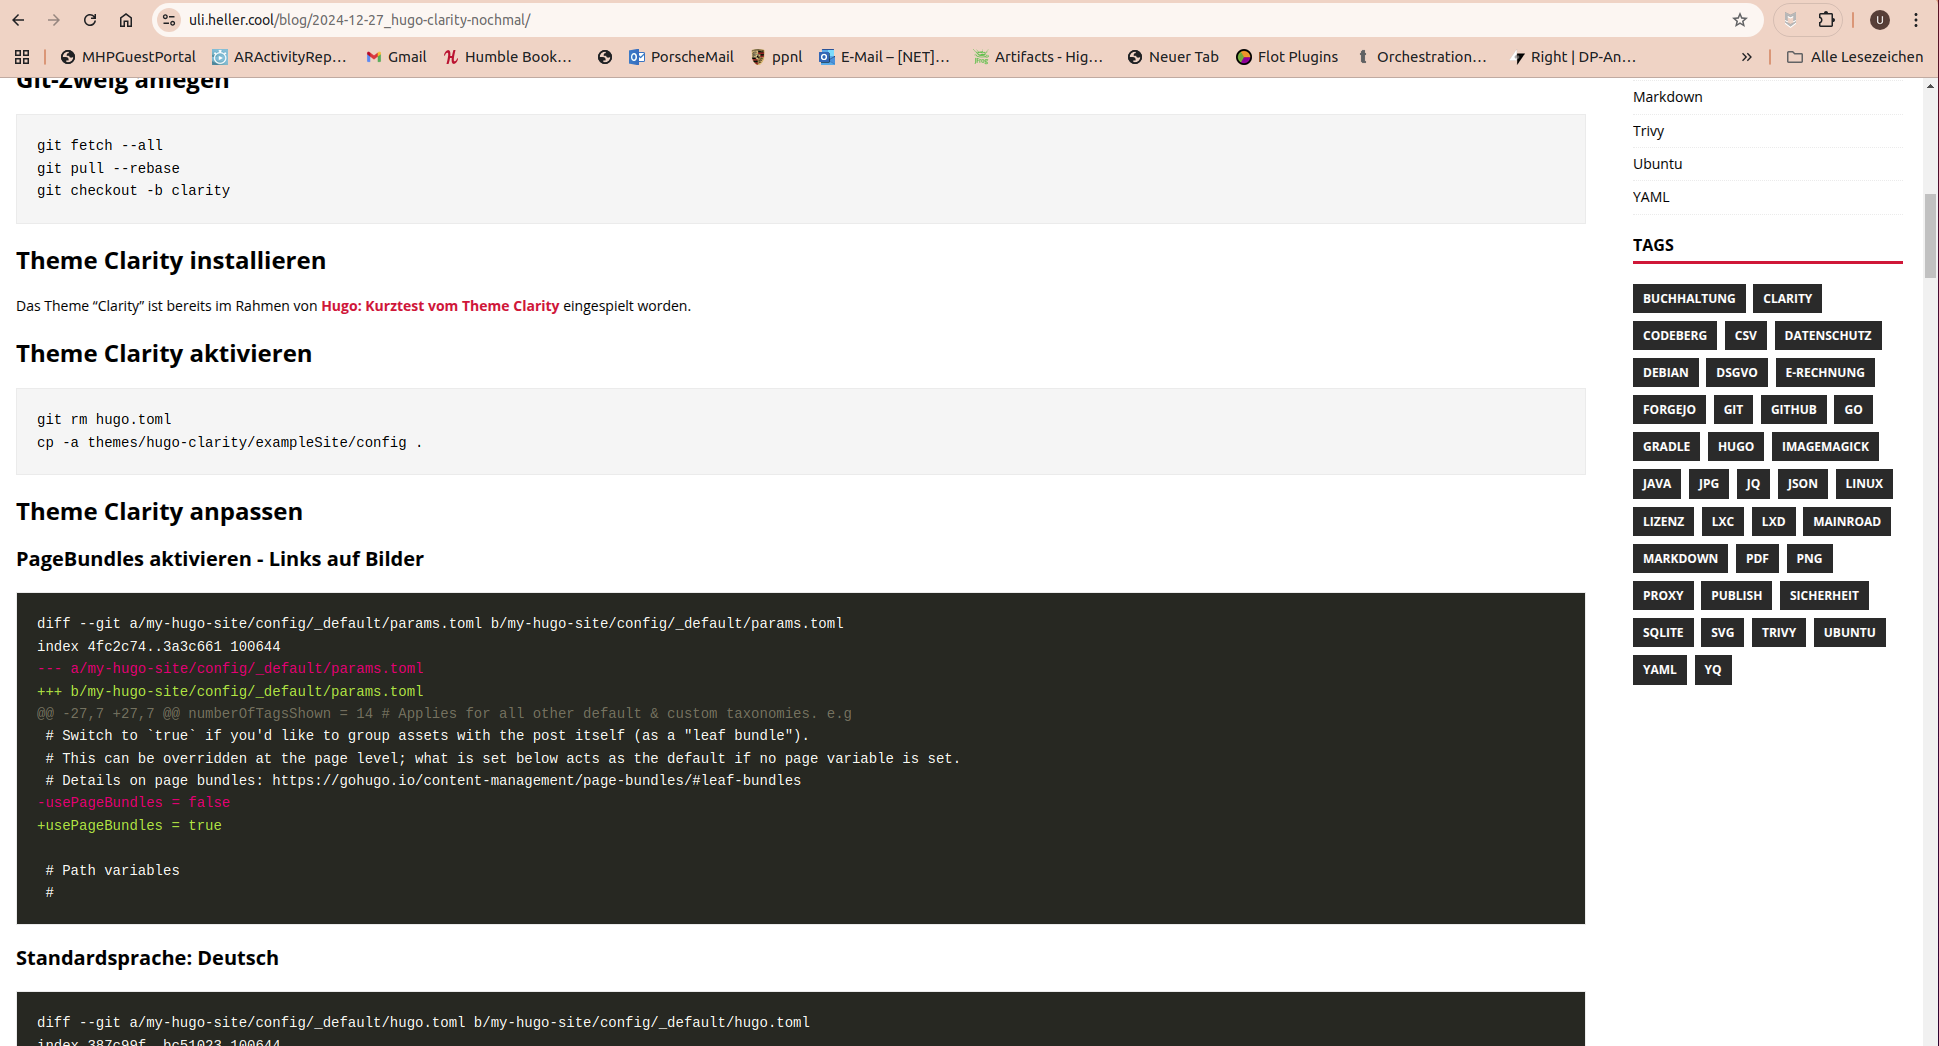 uli.heller.cool/blog/2024-12-27_hugo-clarity-nochmal/
U
MHPGuestPortal
ARActivityRep...
Gmail
Humble Book...
PorscheMail
ppnl
E-Mail – [NET]...
Artifacts - Hig...
Neuer Tab
Flot Plugins
Orchestration...
Right | DP-An...
»
Alle Lesezeichen
Git-Zweig anlegen
git fetch --all
git pull --rebase
git checkout -b clarity
Theme Clarity installieren
Das Theme “Clarity” ist bereits im Rahmen von Hugo: Kurztest vom Theme Clarity eingespielt worden.
Theme Clarity aktivieren
git rm hugo.toml
cp -a themes/hugo-clarity/exampleSite/config .
Theme Clarity anpassen
PageBundles aktivieren - Links auf Bilder
diff --git a/my-hugo-site/config/_default/params.toml b/my-hugo-site/config/_default/params.toml
index 4fc2c74..3a3c661 100644
--- a/my-hugo-site/config/_default/params.toml
+++ b/my-hugo-site/config/_default/params.toml
@@ -27,7 +27,7 @@ numberOfTagsShown = 14 # Applies for all other default & custom taxonomies. e.g
# Switch to `true` if you'd like to group assets with the post itself (as a "leaf bundle").
# This can be overridden at the page level; what is set below acts as the default if no page variable is set.
# Details on page bundles: https://gohugo.io/content-management/page-bundles/#leaf-bundles
-usePageBundles = false
+usePageBundles = true
# Path variables
#
Standardsprache: Deutsch
diff --git a/my-hugo-site/config/_default/hugo.toml b/my-hugo-site/config/_default/hugo.toml
index 387c99f..bc51023 100644
Markdown
Trivy
Ubuntu
YAML
TAGS
BUCHHALTUNG CLARITY
CODEBERG CSV DATENSCHUTZ
DEBIAN DSGVO E-RECHNUNG
FORGEJO GIT GITHUB GO
GRADLE HUGO IMAGEMAGICK
JAVA JPG JQ JSON LINUX
LIZENZ LXC LXD MAINROAD
MARKDOWN PDF PNG
PROXY PUBLISH SICHERHEIT
SQLITE SVG TRIVY UBUNTU
YAML YQ